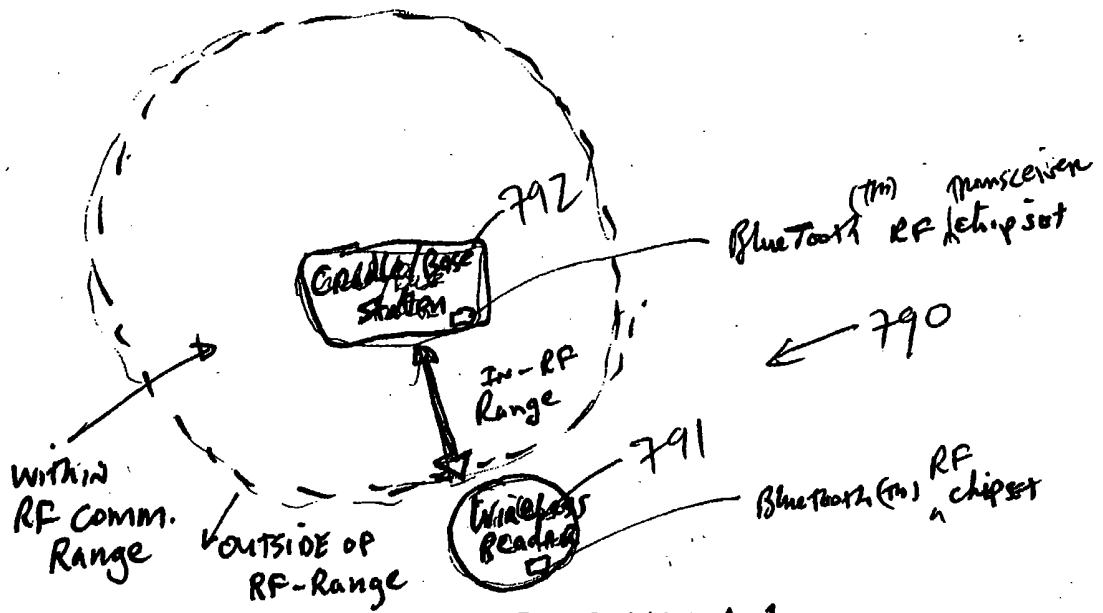 792
(TM) Transceiver
BlueTooth RF chipset
Cradle/Base
station
790
In-RF
Range
791
within
RF Comm.
Range
OUTSIDE OF
RF-Range
Wireless
Reader
RF
Bluetooth(TM) chipset